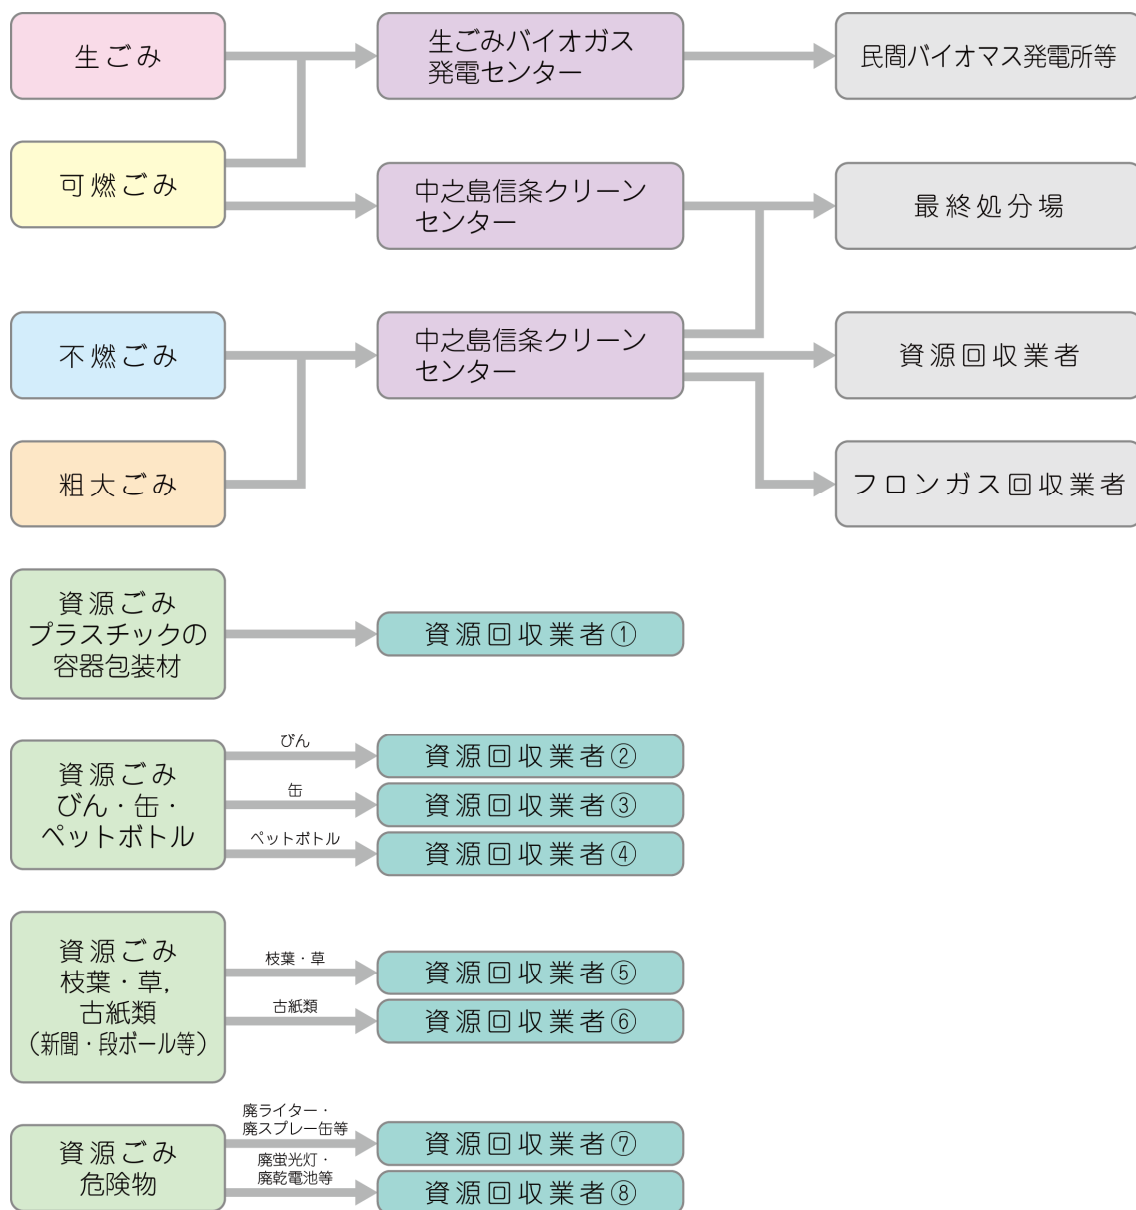 生ごみ
生ごみバイオガス
発電センター
民間バイオマス発電所等
可燃ごみ
中之島信条クリーン
センター
最終処分場
不燃ごみ
中之島信条クリーン
センター
資源回収業者
粗大ごみ
フロンガス回収業者
資源ごみ
プラスチックの
容器包装材
資源回収業者①
資源ごみ
びん・缶・
ペットボトル
びん
資源回収業者②
缶
資源回収業者③
ペットボトル
資源回収業者④
資源ごみ
枝葉・草,
古紙類
（新聞・段ボール等）
枝葉・草
資源回収業者⑤
古紙類
資源回収業者⑥
資源ごみ
危険物
廃ライター・
廃スプレー缶等
資源回収業者⑦
廃蛍光灯・
廃乾電池等
資源回収業者⑧